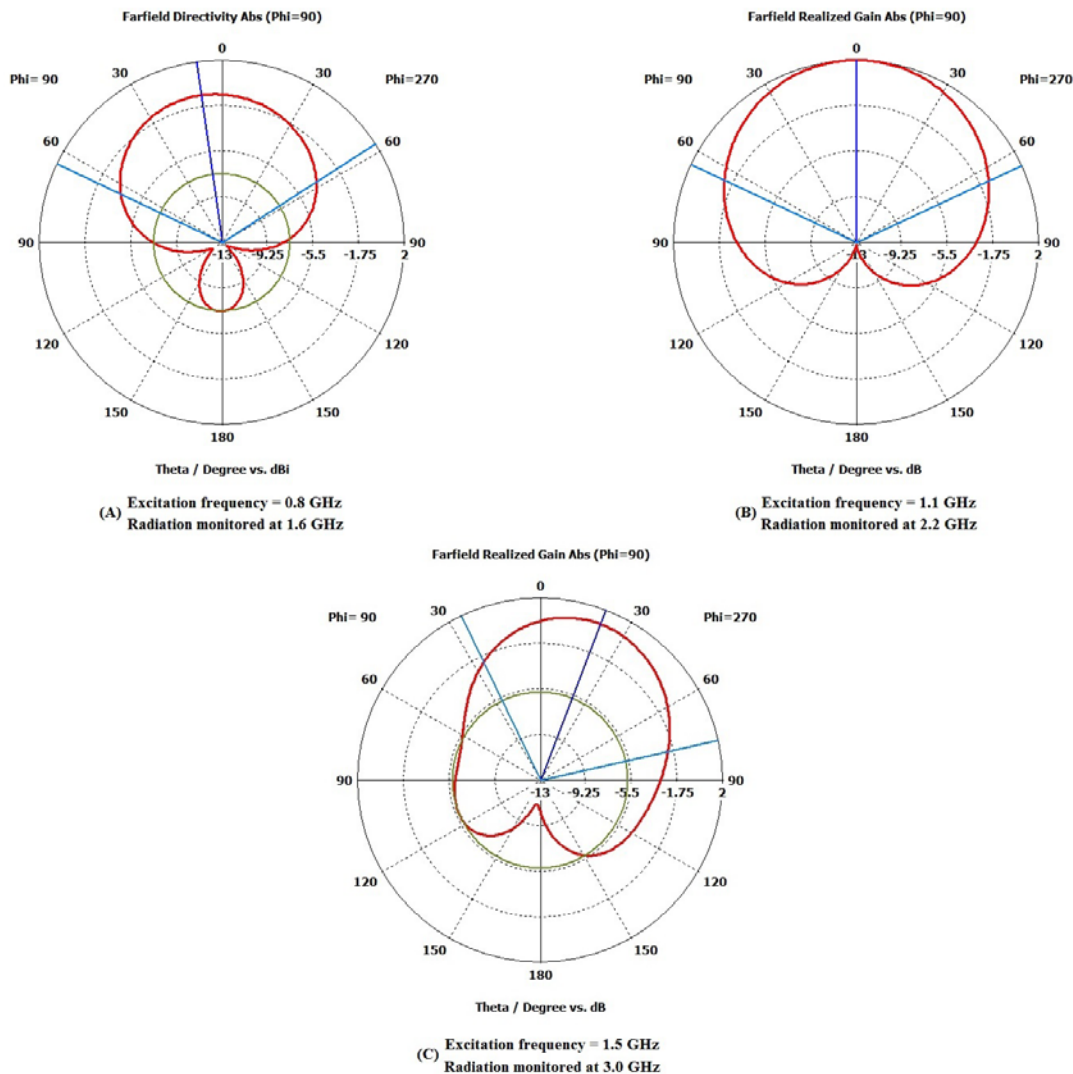 Farfield Directivity Abs (Phi=90)
0
30 30
Phi= 90 Phi=270
60 60
90 -13 -9.25 -5.5 -1.75 2 90
120 120
150 150
180
Theta / Degree vs. dBi
(A) Excitation frequency = 0.8 GHz
Radiation monitored at 1.6 GHz
Farfield Realized Gain Abs (Phi=90)
0
30 30
Phi= 90 Phi=270
60 60
90 -13 -9.25 -5.5 -1.75 2 90
120 120
150 150
180
Theta / Degree vs. dB
(B) Excitation frequency = 1.1 GHz
Radiation monitored at 2.2 GHz
Farfield Realized Gain Abs (Phi=90)
0
30 30
Phi= 90 Phi=270
60 60
90 -13 -9.25 -5.5 -1.75 2 90
120 120
150 150
180
Theta / Degree vs. dB
(C) Excitation frequency = 1.5 GHz
Radiation monitored at 3.0 GHz